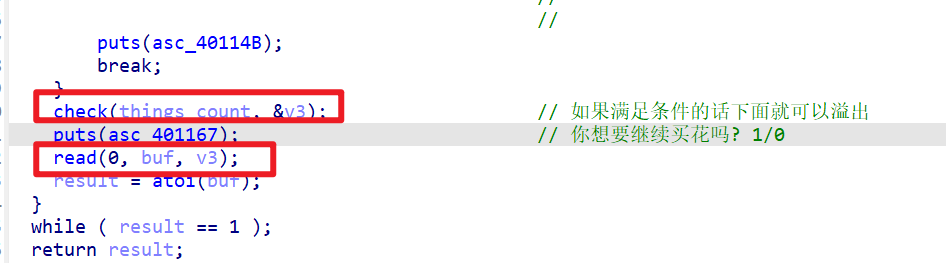 //
//
puts(asc_40114B);
break;
}
check(things_count, &v3); // 如果满足条件的话下面就可以溢出
puts(asc_401167); // 你想要继续买花吗? 1/0
read(0, buf, v3);
result = atoi(buf);
}
while ( result == 1 );
return result;